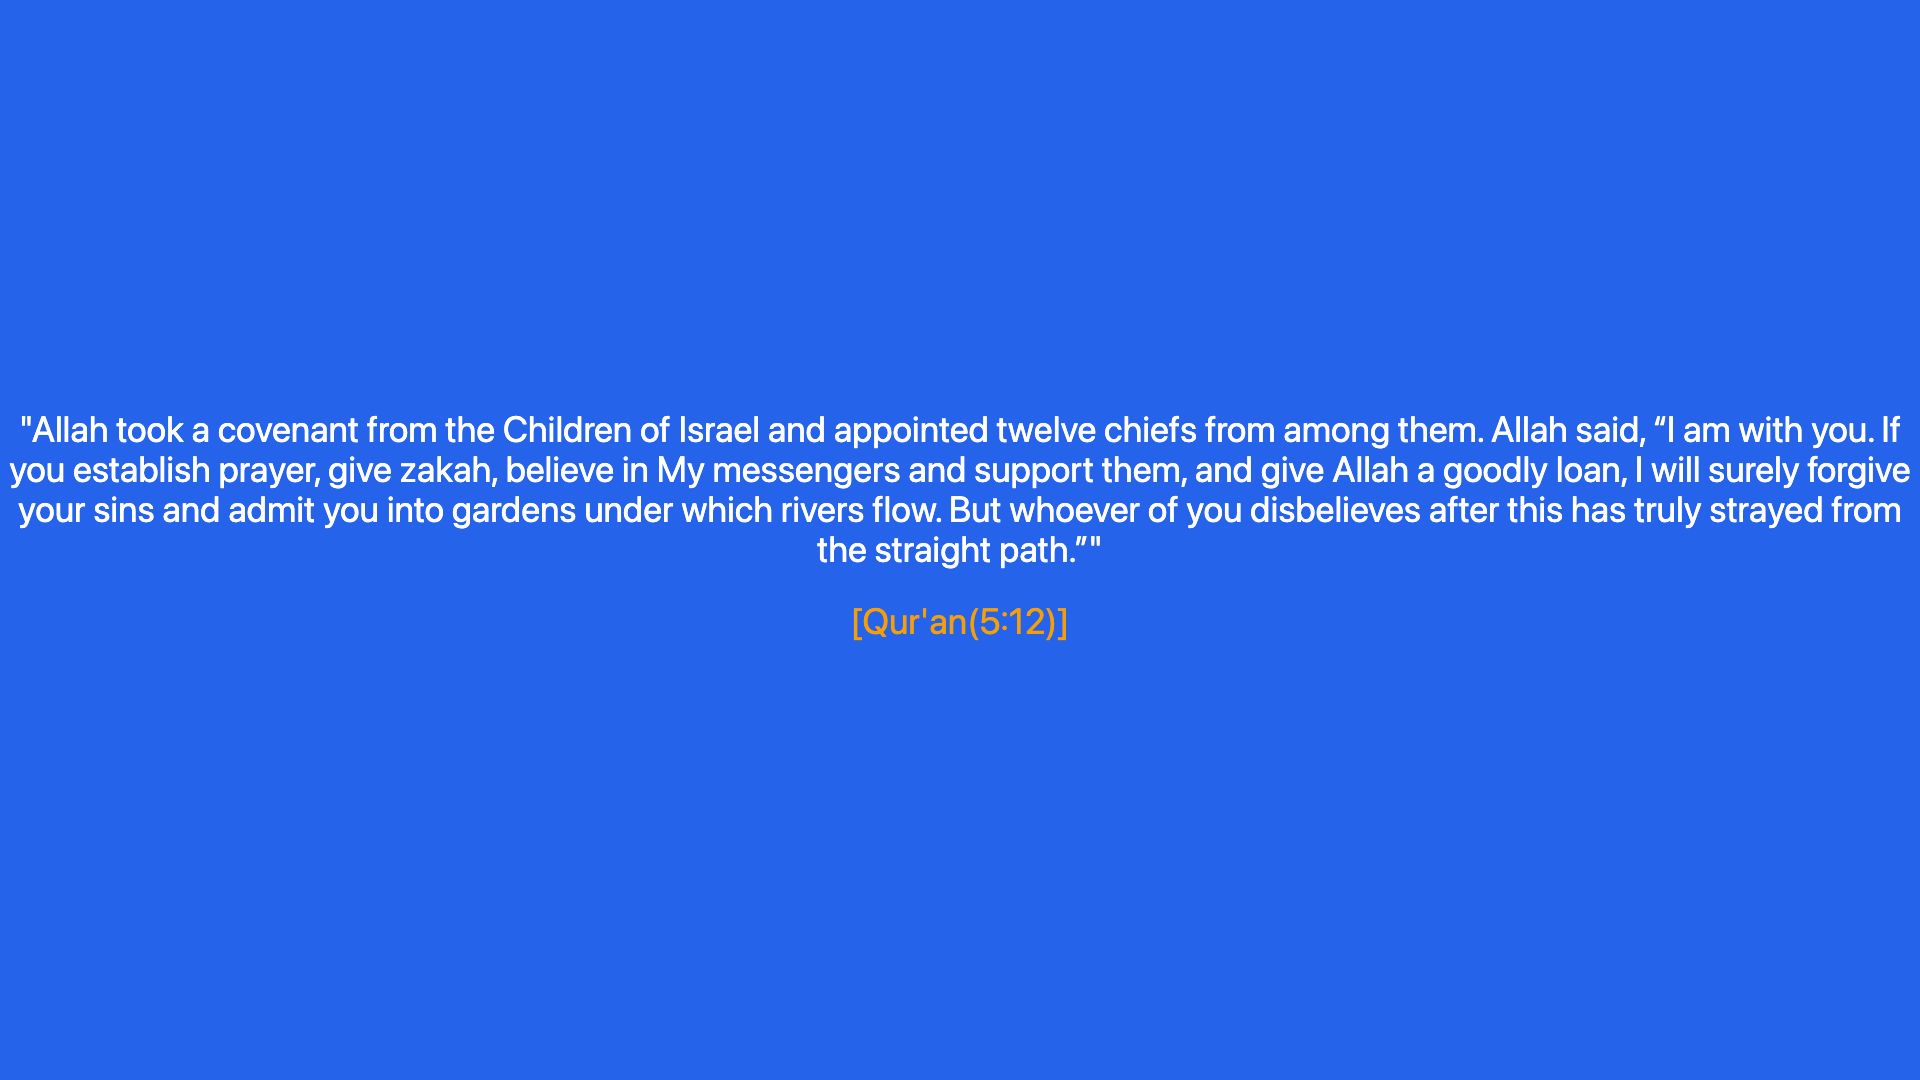 "Allah took a covenant from the Children of Israel and appointed twelve chiefs from among them. Allah said, “I am with you. If
you establish prayer, give zakah, believe in My messengers and support them, and give Allah a goodly loan, I will surely forgive
your sins and admit you into gardens under which rivers flow. But whoever of you disbelieves after this has truly strayed from
the straight path.”"
[Qur'an(5:12)]